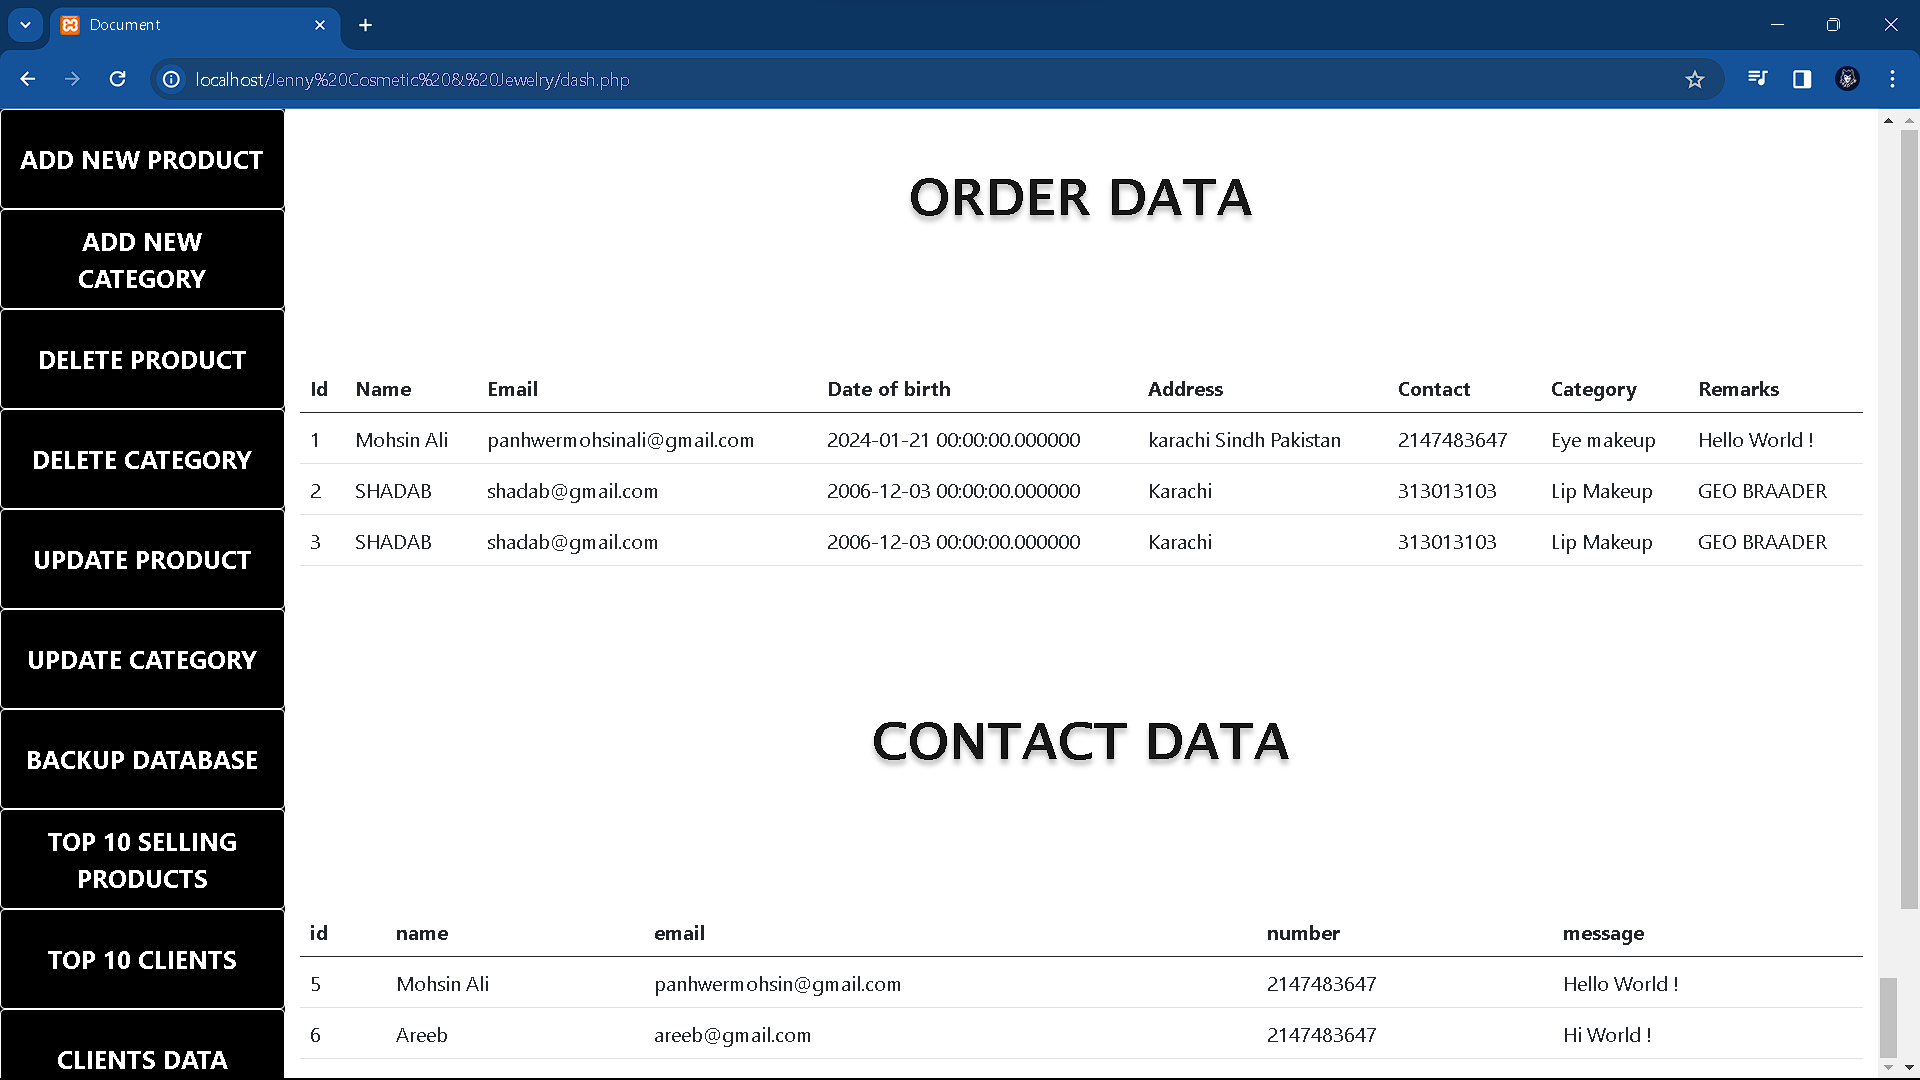 Document
localhost/Jenny%20Cosmetic%20&%20Jewelry/dash.php
ADD NEW PRODUCT
ADD NEW
CATEGORY
DELETE PRODUCT
DELETE CATEGORY
UPDATE PRODUCT
UPDATE CATEGORY
BACKUP DATABASE
TOP 10 SELLING
PRODUCTS
TOP 10 CLIENTS
CLIENTS DATA
ORDER DATA
Id Name Email Date of birth Address Contact Category Remarks
1 Mohsin Ali panhwermohsinali@gmail.com 2024-01-21 00:00:00.000000 karachi Sindh Pakistan 2147483647 Eye makeup Hello World !
2 SHADAB shadab@gmail.com 2006-12-03 00:00:00.000000 Karachi 313013103 Lip Makeup GEO BRAADER
3 SHADAB shadab@gmail.com 2006-12-03 00:00:00.000000 Karachi 313013103 Lip Makeup GEO BRAADER
CONTACT DATA
id name email number message
5 Mohsin Ali panhwermohsin@gmail.com 2147483647 Hello World !
6 Areeb areeb@gmail.com 2147483647 Hi World !